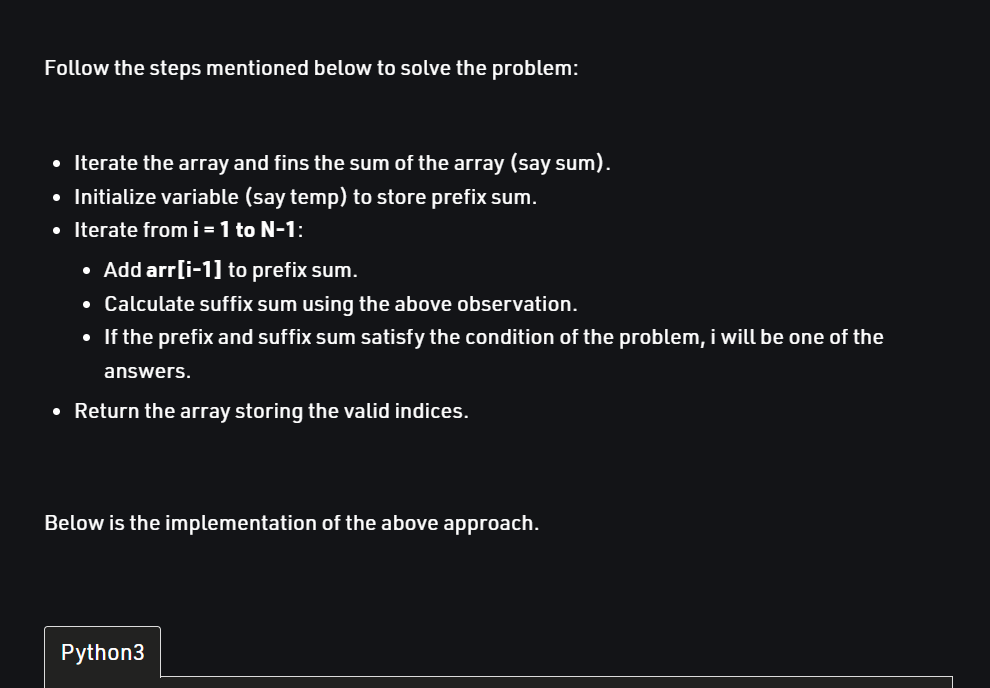 Follow the steps mentioned below to solve the problem:
• Iterate the array and fins the sum of the array (say sum).
• Initialize variable (say temp) to store prefix sum.
• Iterate from i = 1 to N-1:
• Add arr[i-1] to prefix sum.
• Calculate suffix sum using the above observation.
• If the prefix and suffix sum satisfy the condition of the problem, i will be one of the
answers.
• Return the array storing the valid indices.
Below is the implementation of the above approach.
Python3